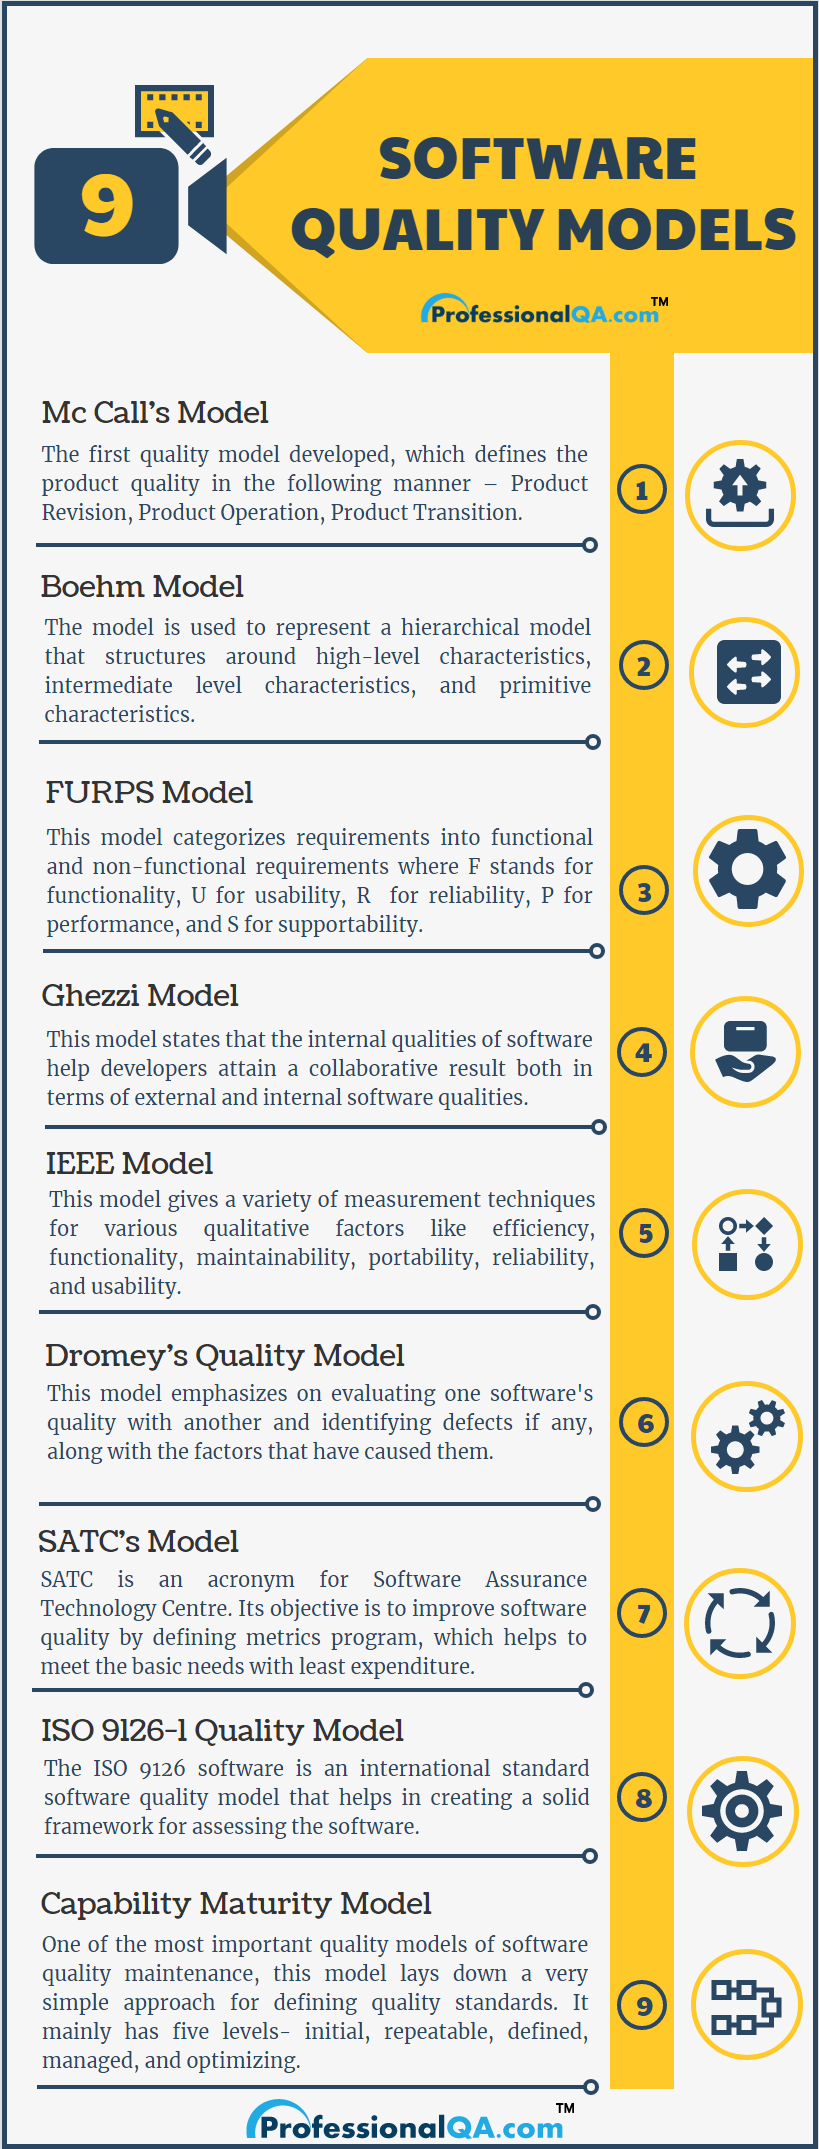 9
SOFTWARE
QUALITY MODELS
ProfessionalQA.com™
Mc Call's Model
The first quality model developed, which defines the
product quality in the following manner – Product
Revision, Product Operation, Product Transition.
1
Boehm Model
The model is used to represent a hierarchical model
that structures around high-level characteristics,
intermediate level characteristics, and primitive
characteristics.
2
FURPS Model
This model categorizes requirements into functional
and non-functional requirements where F stands for
functionality, U for usability, R for reliability, P for
performance, and S for supportability.
3
Ghezzi Model
This model states that the internal qualities of software
help developers attain a collaborative result both in
terms of external and internal software qualities.
4
IEEE Model
This model gives a variety of measurement techniques
for various qualitative factors like efficiency,
functionality, maintainability, portability, reliability,
and usability.
5
Dromey's Quality Model
This model emphasizes on evaluating one software's
quality with another and identifying defects if any,
along with the factors that have caused them.
6
SATC's Model
SATC is an acronym for Software Assurance
Technology Centre. Its objective is to improve software
quality by defining metrics program, which helps to
meet the basic needs with least expenditure.
7
ISO 9126-1 Quality Model
The ISO 9126 software is an international standard
software quality model that helps in creating a solid
framework for assessing the software.
8
Capability Maturity Model
One of the most important quality models of software
quality maintenance, this model lays down a very
simple approach for defining quality standards. It
mainly has five levels- initial, repeatable, defined,
managed, and optimizing.
9
ProfessionalQA.com™